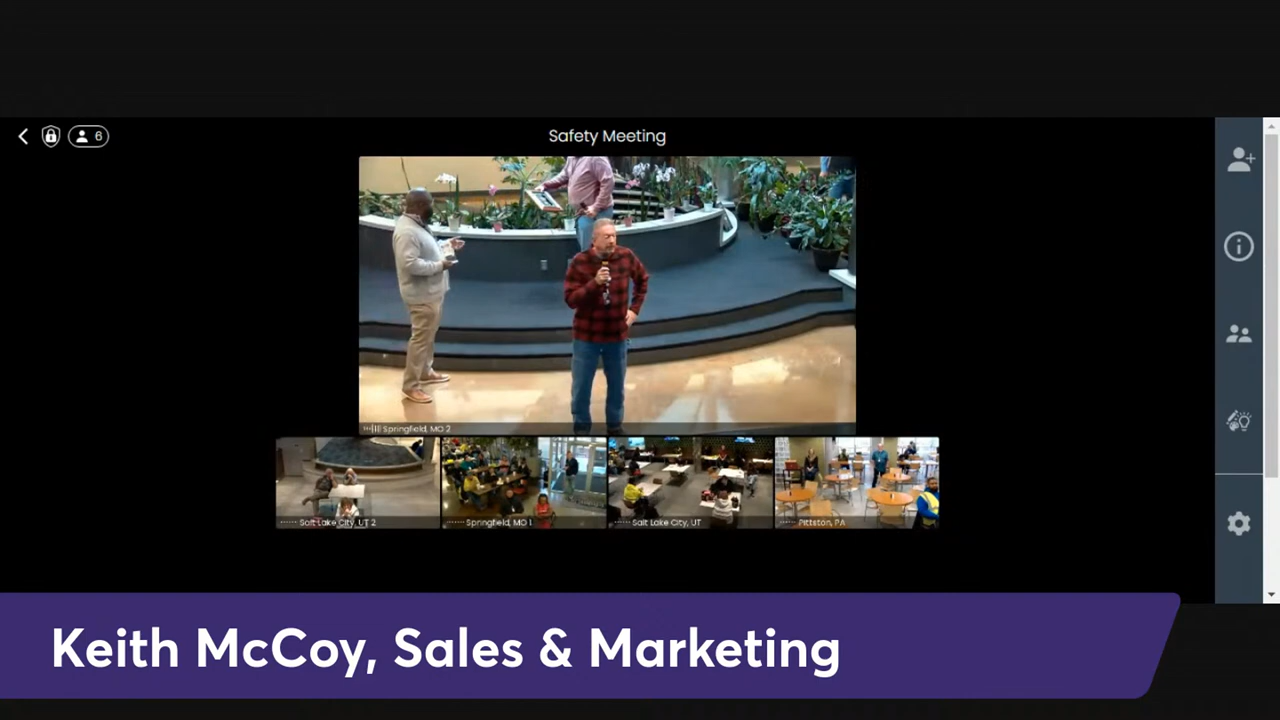 6
Safety Meeting
Springfield, MO 2
Salt Lake City, UT 2
Springfield, MO 1
Salt Lake City, UT
Pittston, PA
Keith McCoy, Sales & Marketing